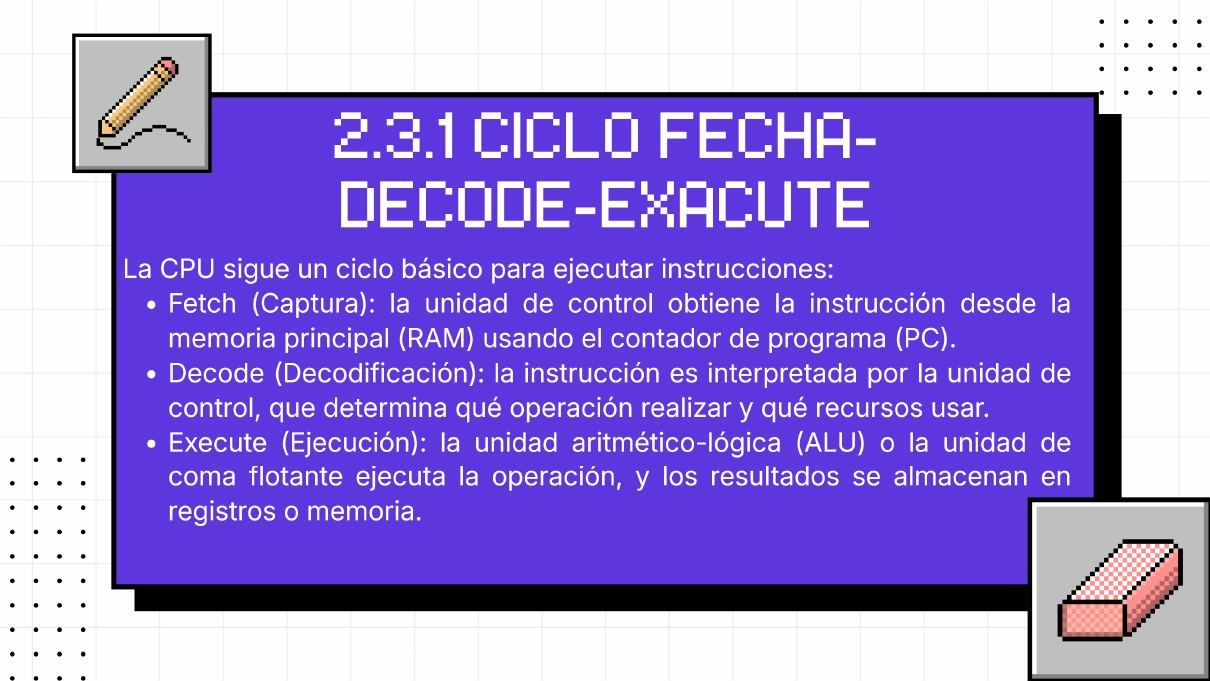 2.3.1 CICLO FECHA-
DECODE-EXACUTE
La CPU sigue un ciclo básico para ejecutar instrucciones:
• Fetch (Captura): la unidad de control obtiene la instrucción desde la
memoria principal (RAM) usando el contador de programa (PC).
• Decode (Decodificación): la instrucción es interpretada por la unidad de
control, que determina qué operación realizar y qué recursos usar.
• Execute (Ejecución): la unidad aritmético-lógica (ALU) o la unidad de
coma flotante ejecuta la operación, y los resultados se almacenan en
registros o memoria.